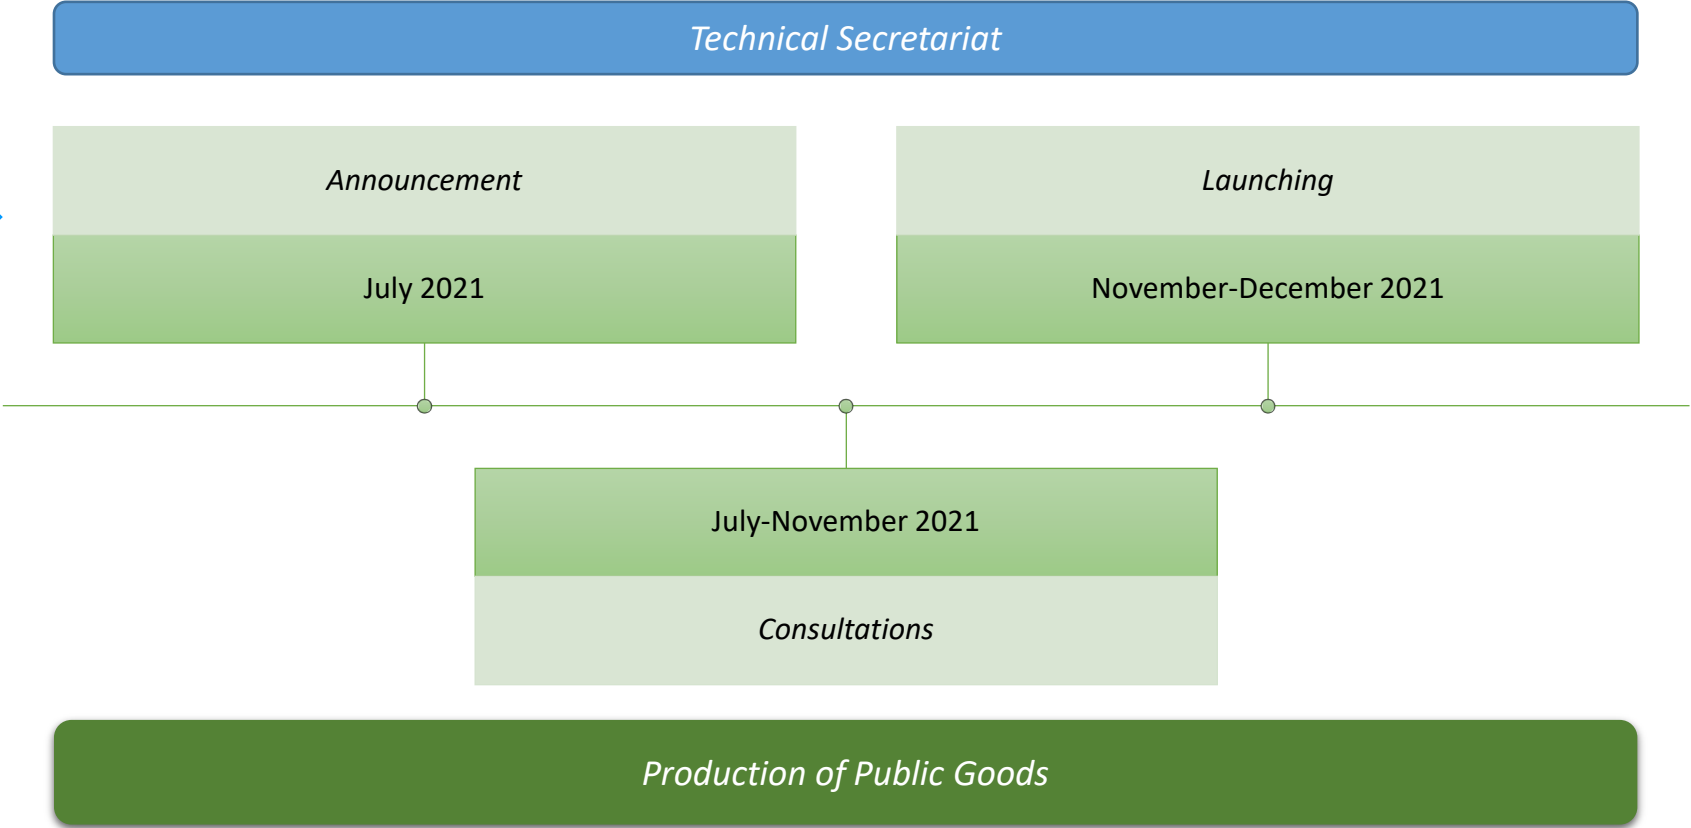 Technical Secretariat
Announcement
July 2021
Launching
November-December 2021
July-November 2021
Consultations
Production of Public Goods